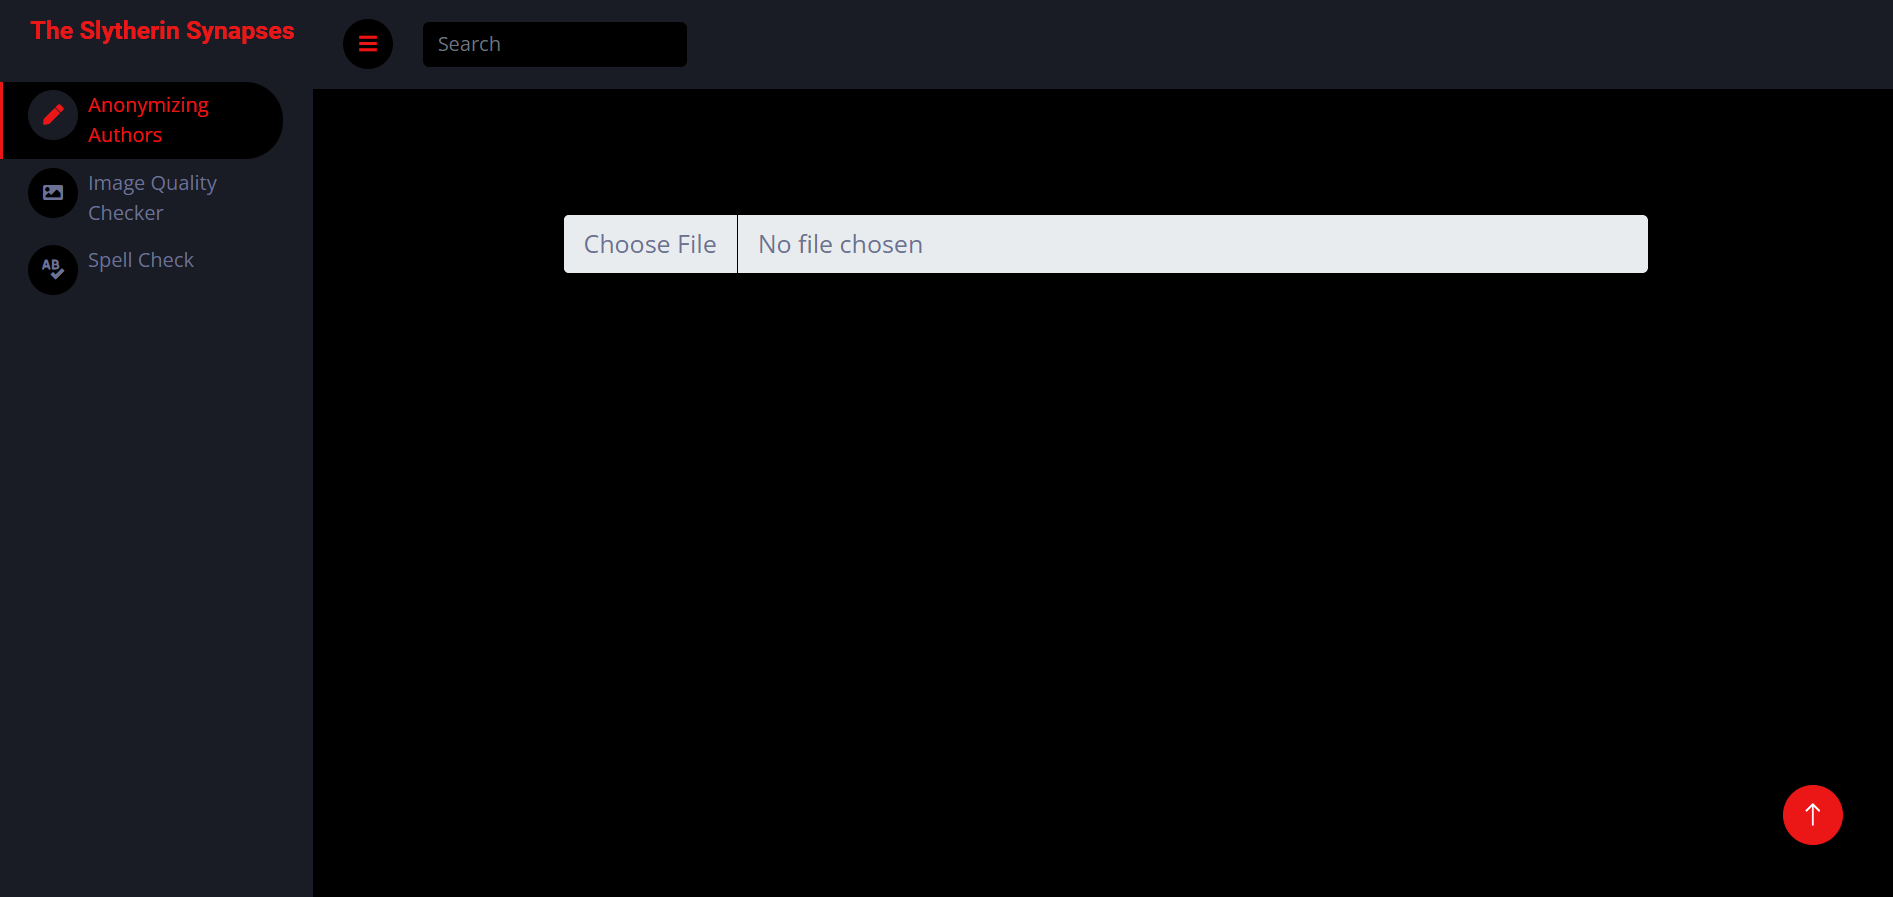 The Slytherin Synapses
Search
Anonymizing
Authors
Image Quality
Checker
AB
Spell Check
Choose File
No file chosen